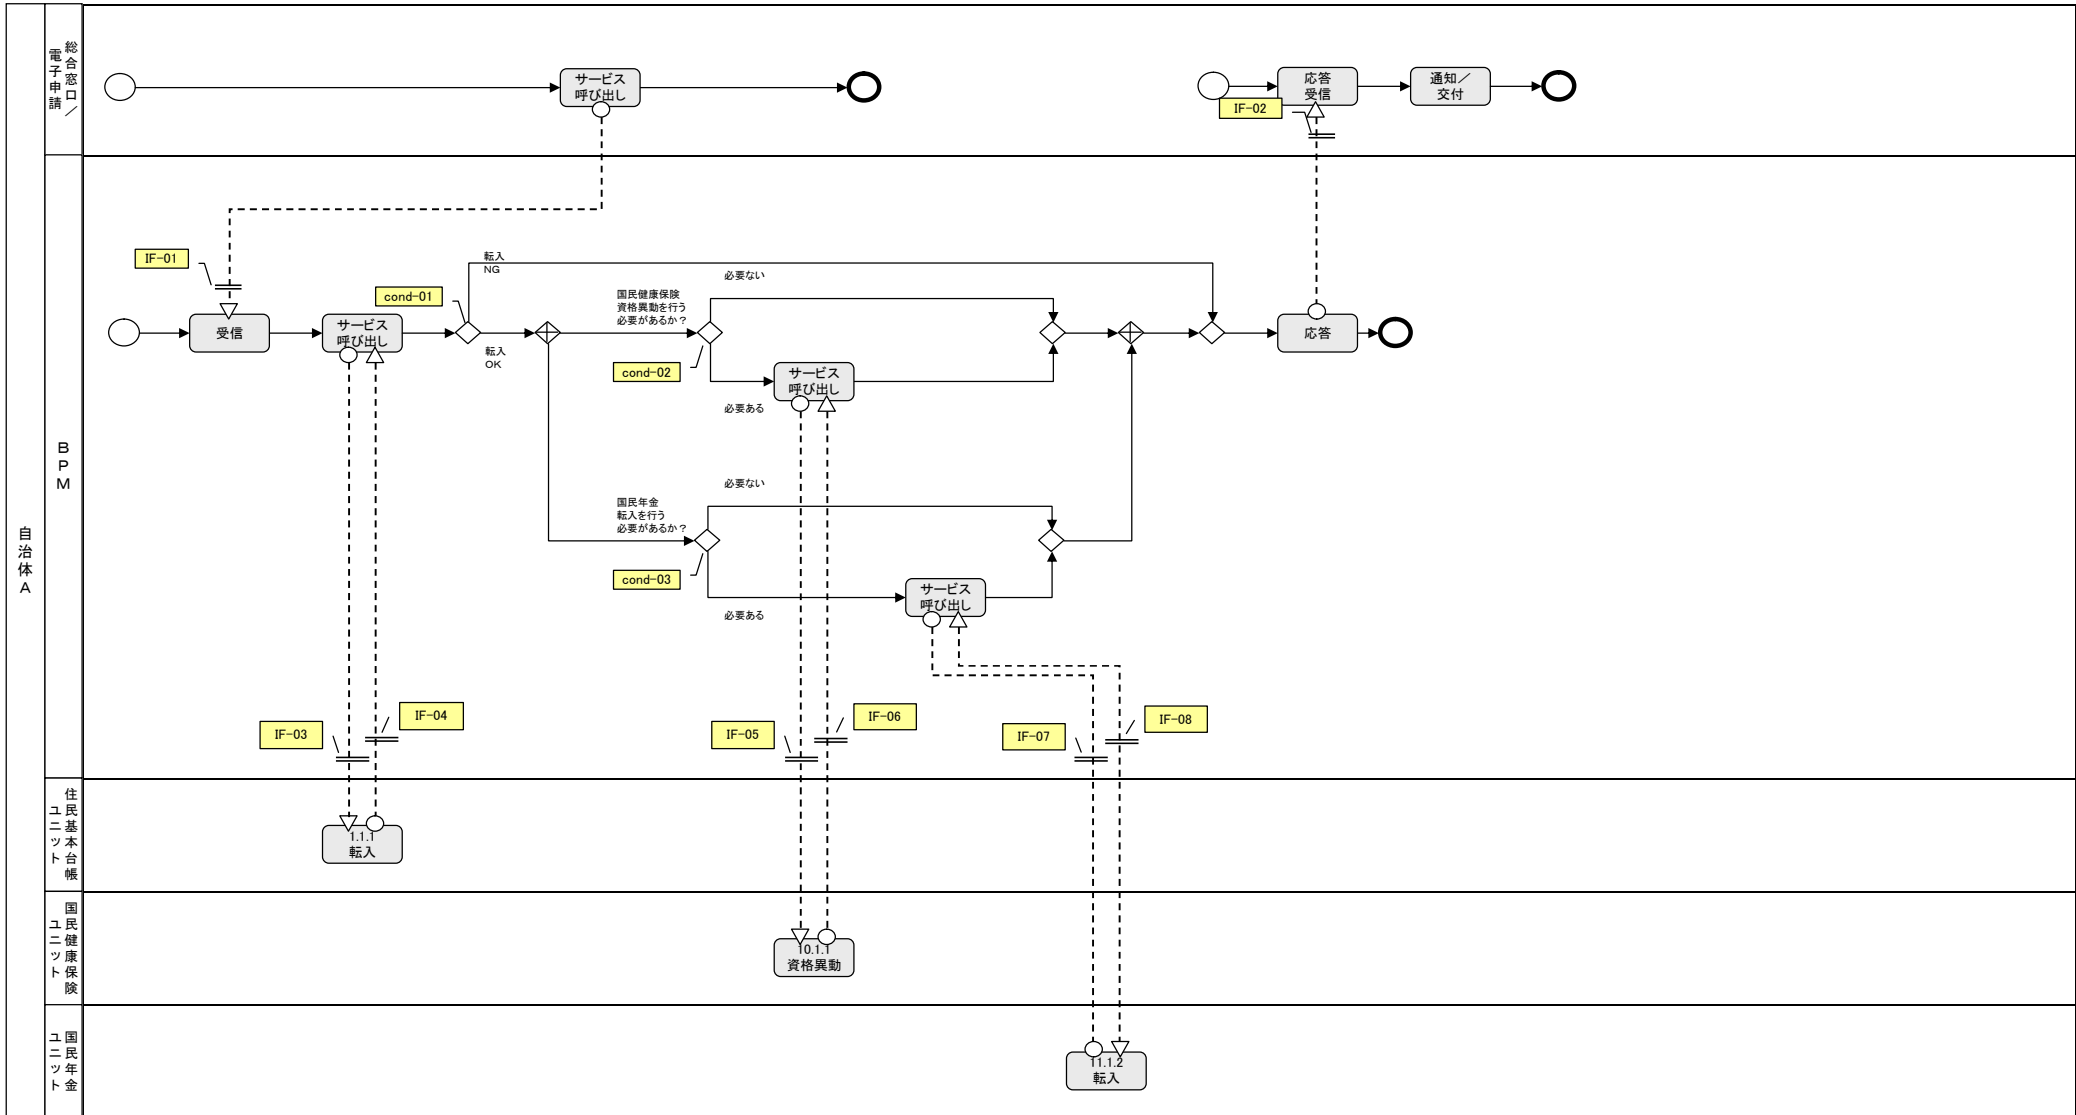 自治体A
総合窓口／
電子申請
サービス
呼び出し
応答
受信
通知／
交付
IF-02
BPM
IF-01
受信
サービス
呼び出し
cond-01
転入
NG
転入
OK
国民健康保険
資格異動を行う
必要があるか？
cond-02
必要ない
サービス
呼び出し
必要ある
応答
国民年金
転入を行う
必要があるか？
cond-03
必要ない
サービス
呼び出し
必要ある
IF-03
IF-04
IF-05
IF-06
IF-07
IF-08
住民基本台帳
ユニット
1.1.1
転入
国民健康保険
ユニット
10.1.1
資格異動
国民年金
ユニット
11.1.2
転入